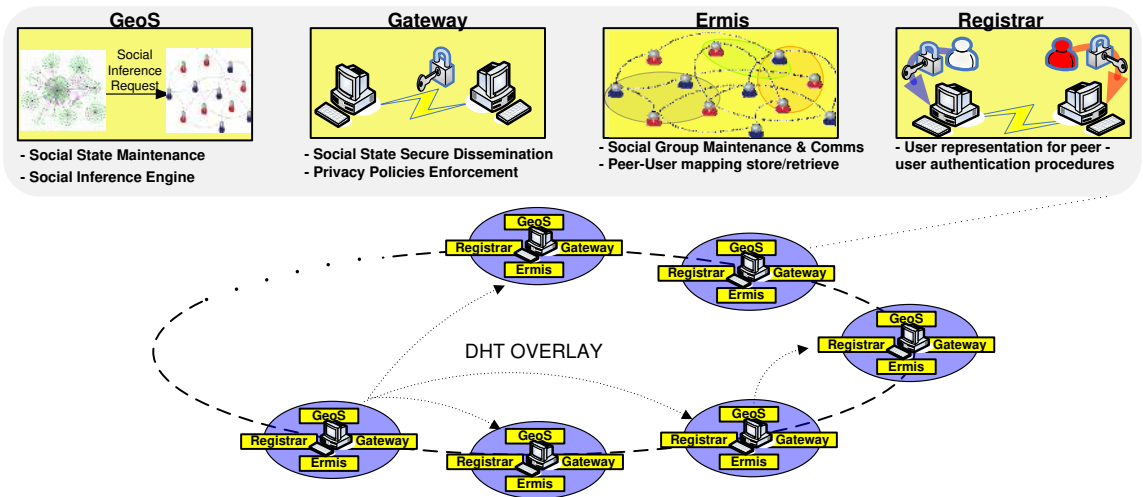 GeoS
Gateway
Ermis
Registrar
Social
Inference
Request
- Social State Maintenance
- Social Inference Engine
- Social State Secure Dissemination
- Privacy Policies Enforcement
- Social Group Maintenance & Comms
- Peer-User mapping store/retrieve
- User representation for peer -
user authentication procedures
GeoS
Registrar
Gateway
Ermis
GeoS
Registrar
Gateway
Ermis
GeoS
Registrar
Gateway
Ermis
DHT OVERLAY
GeoS
Registrar
Gateway
Ermis
GeoS
Registrar
Gateway
Ermis
GeoS
Registrar
Gateway
Ermis